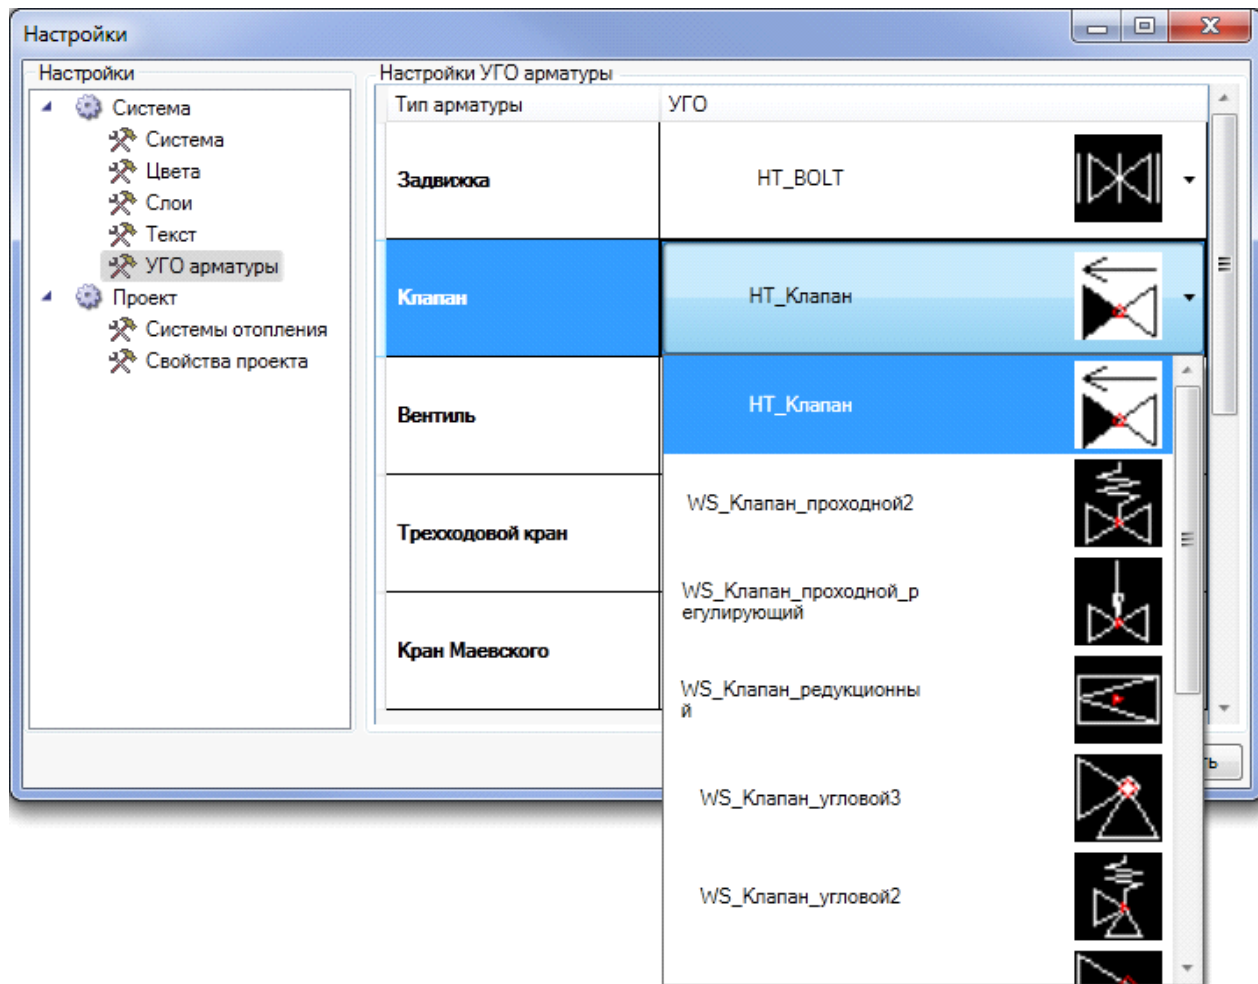 Настройки
Настройки
Система
Система
Цвета
Слои
Текст
УГО арматуры
Проект
Системы отопления
Свойства проекта
Настройки УГО арматуры
Тип арматуры УГО
Задвижка HT_BOLT
Клапан HT_Клапан
Вентиль
Трехходовой кран
Кран Маевского
HT_Клапан
WS_Клапан_проходной2
WS_Клапан_проходной_р
егулирующий
WS_Клапан_редукционны
й
WS_Клапан_угловой3
WS_Клапан_угловой2